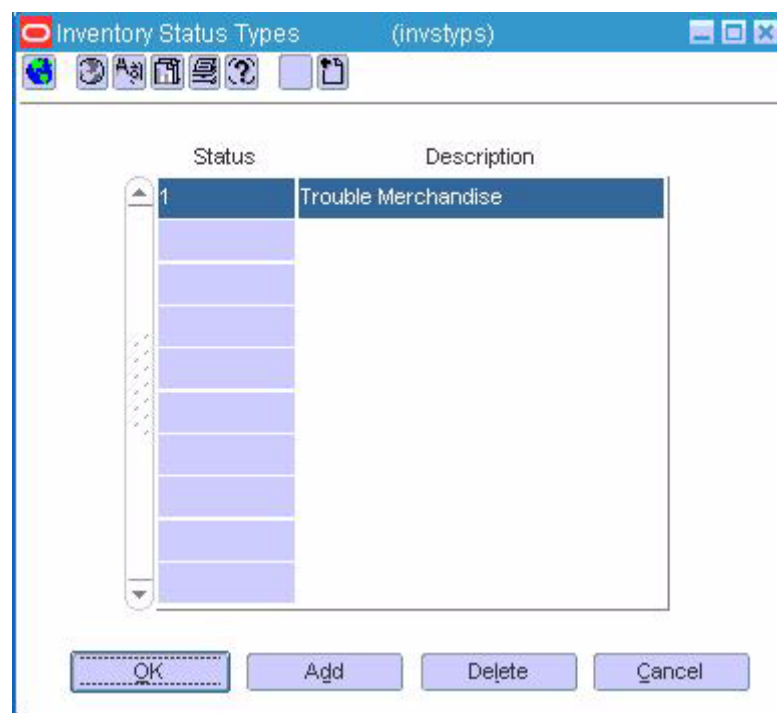 Inventory Status Types (invstyps)
Status Description
1 Trouble Merchandise
OK Add Delete Cancel